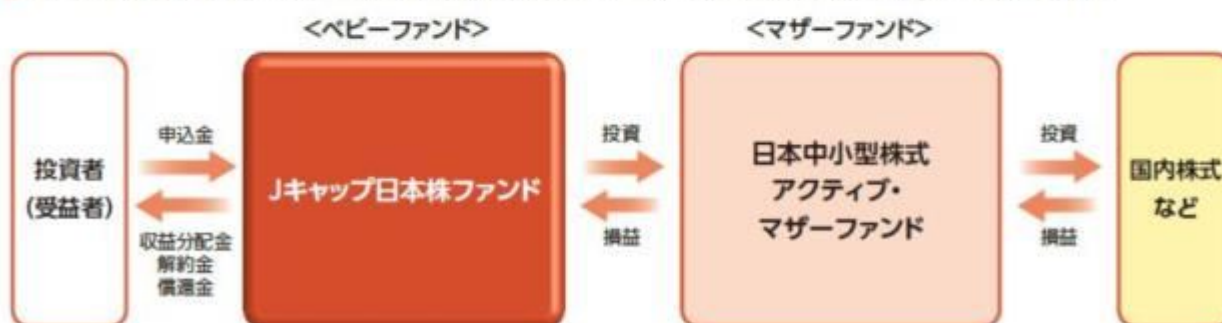 <ベビーファンド>
<マザーファンド>
投資者
(受益者)
申込金
収益分配金
解約金
償還金
Jキャップ日本株ファンド
投資
損益
日本中小型株式
アクティブ・
マザーファンド
投資
損益
国内株式
など